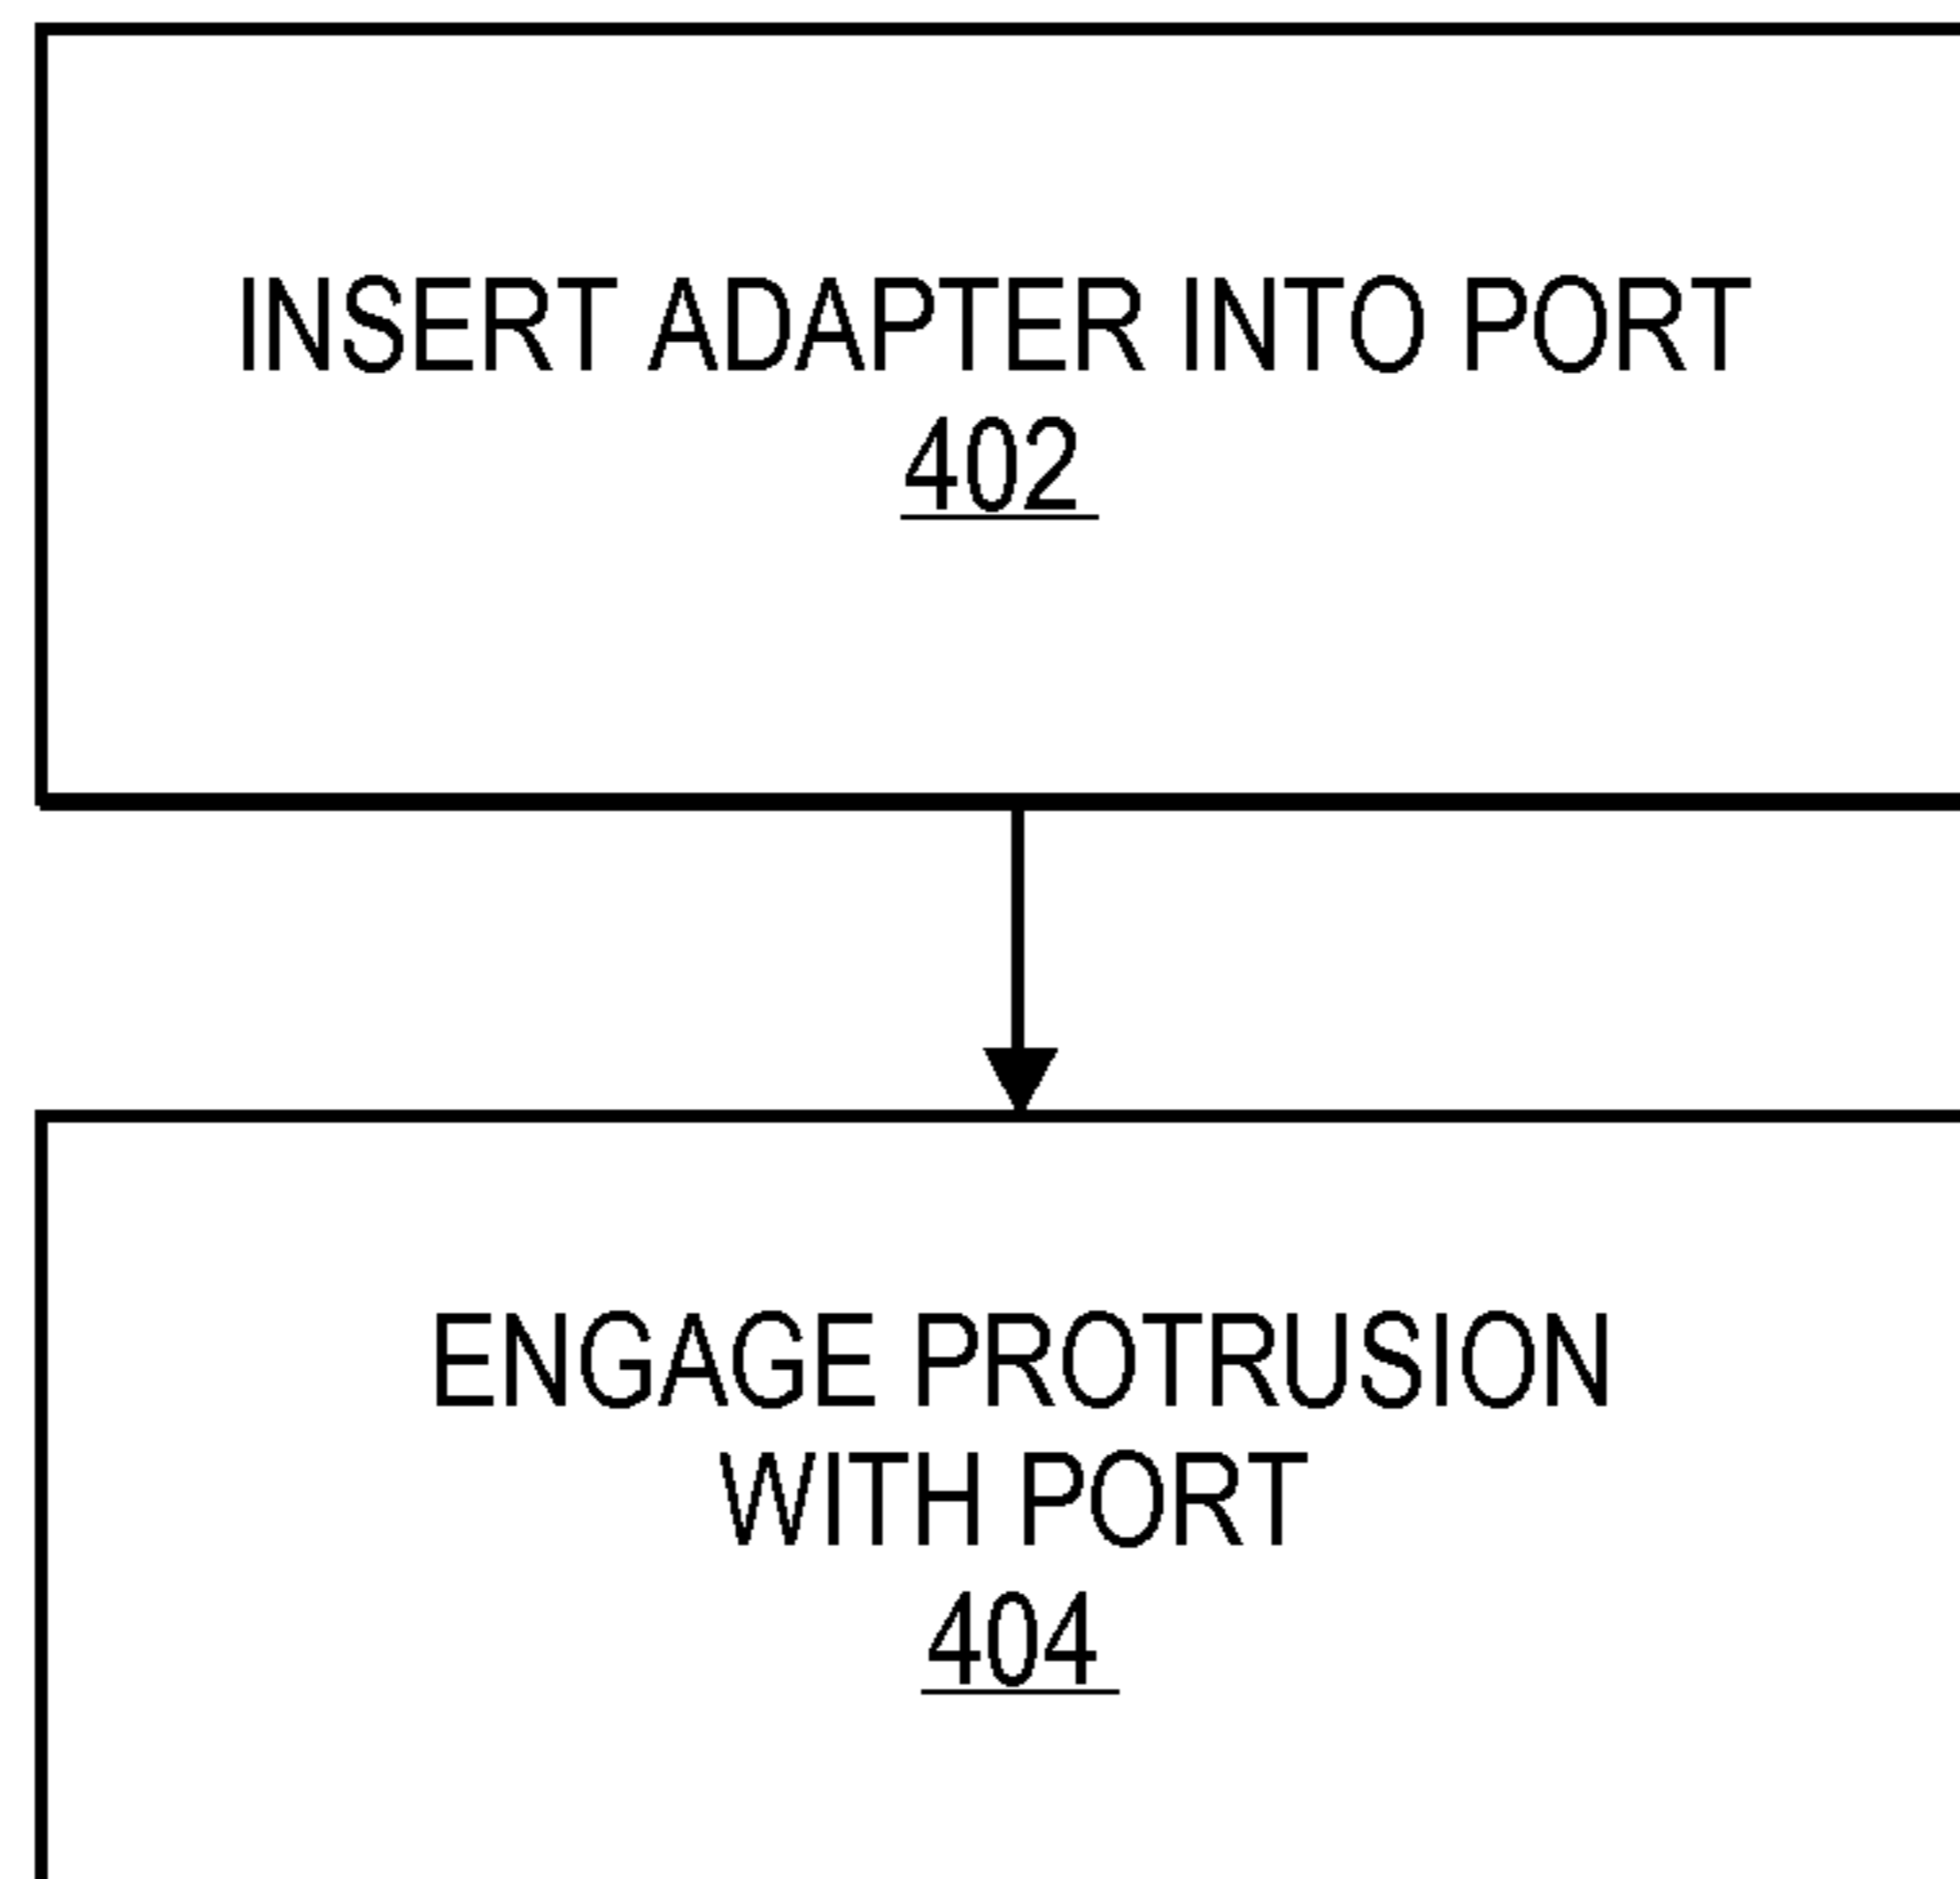 INSERT ADAPTER INTO PORT
402
ENGAGE PROTRUSION
WITH PORT
404